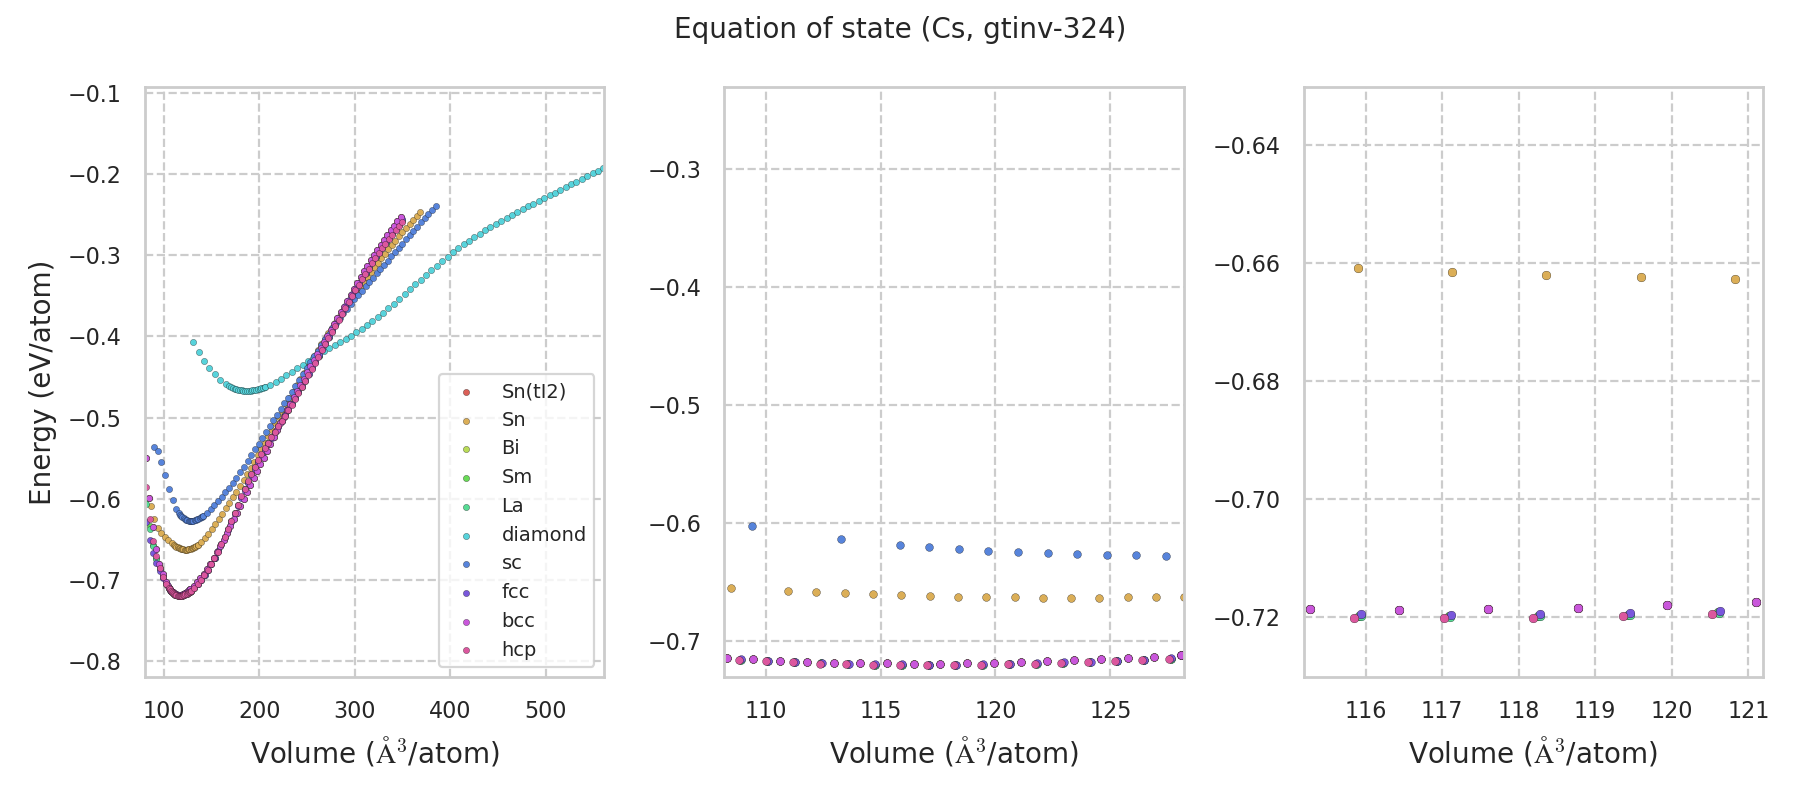 Equation of state (Cs, gtinv-324)
Energy (eV/atom)
−0.1
−0.2
−0.3
−0.4
−0.5
−0.6
−0.7
−0.8
100 200 300 400 500
Volume (Å³/atom)
Sn(tI2)
Sn
Bi
Sm
La
diamond
sc
fcc
bcc
hcp
−0.3
−0.4
−0.5
−0.6
−0.7
110 115 120 125
Volume (Å³/atom)
−0.64
−0.66
−0.68
−0.70
−0.72
116 117 118 119 120 121
Volume (Å³/atom)